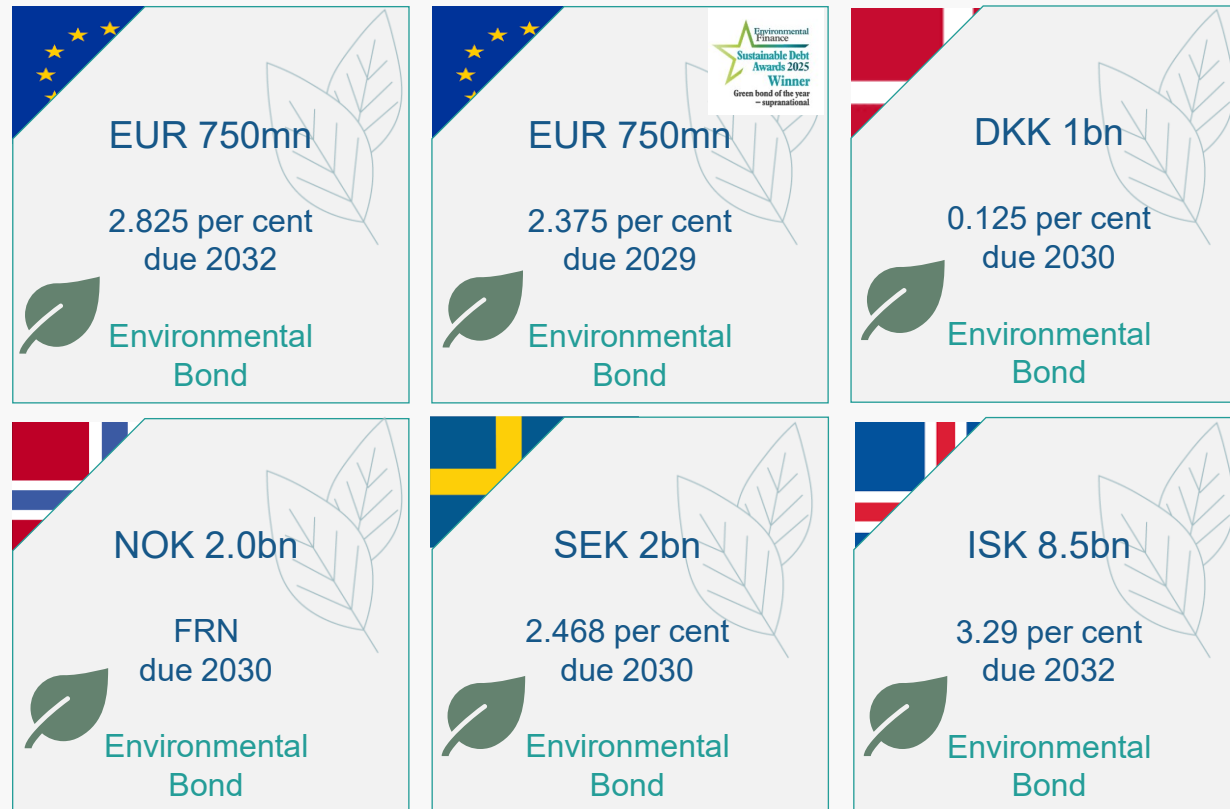 EUR 750mn
2.825 per cent
due 2032
Environmental
Bond
Environmental
Finance
Sustainable Debt
Awards 2025
Winner
Green bond of the year
– supranational
EUR 750mn
2.375 per cent
due 2029
Environmental
Bond
DKK 1bn
0.125 per cent
due 2030
Environmental
Bond
NOK 2.0bn
FRN
due 2030
Environmental
Bond
SEK 2bn
2.468 per cent
due 2030
Environmental
Bond
ISK 8.5bn
3.29 per cent
due 2032
Environmental
Bond